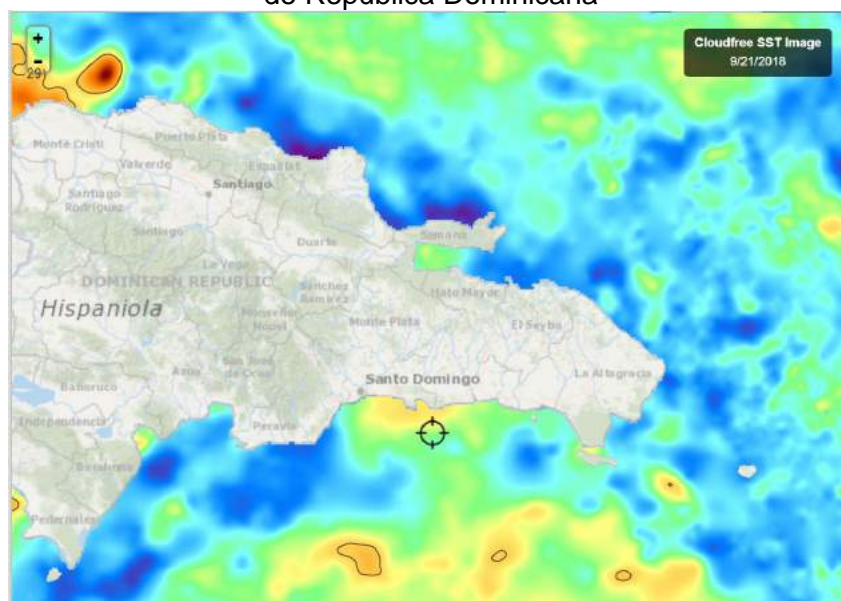 de República Dominicana
+
-
29
Cloudfree SST Image
9/21/2018
Monte Cristi
Puerto Plata
Valverde
Espaillat
Santiago
Santiago
Rodríguez
Santiago
Duarte
Samaná
La Vega
DOMINICAN REPUBLIC
Sánchez
Ramírez
Hato Mayor
Hispaniola
Monseñor
Nouel
Monte Plata
El Seybo
Azua
San José
de Ocoa
Santo Domingo
La Altagracia
Bahoruco
Independencia
Peravia
Barahona
Pedernales